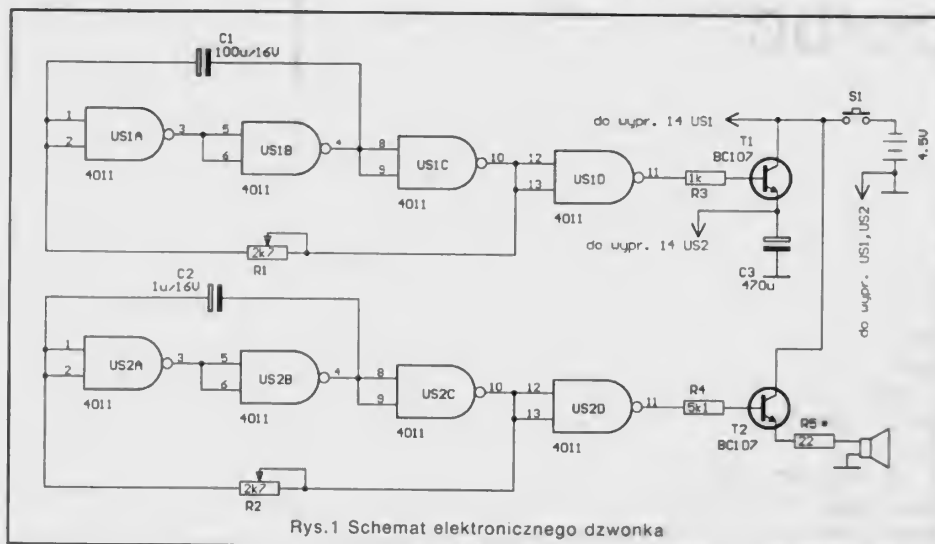 C1
100u/16V
1
2
US1A
3
4011
5
6
US1B
4
4011
8
9
US1C
10
4011
12
13
US1D
11
4011
1k
R3
do wypr. 14 US1
T1
BC107
S1
4.5V
do wypr. 14 US2
C3
470u
do wypr. US1,US2
2k7
R1
C2
1u/16V
1
2
US2A
3
4011
5
6
US2B
4
4011
8
9
US2C
10
4011
12
13
US2D
11
4011
R4
5k1
T2
BC107
R5*
22
2k7
R2
Rys.1 Schemat elektronicznego dzwonka